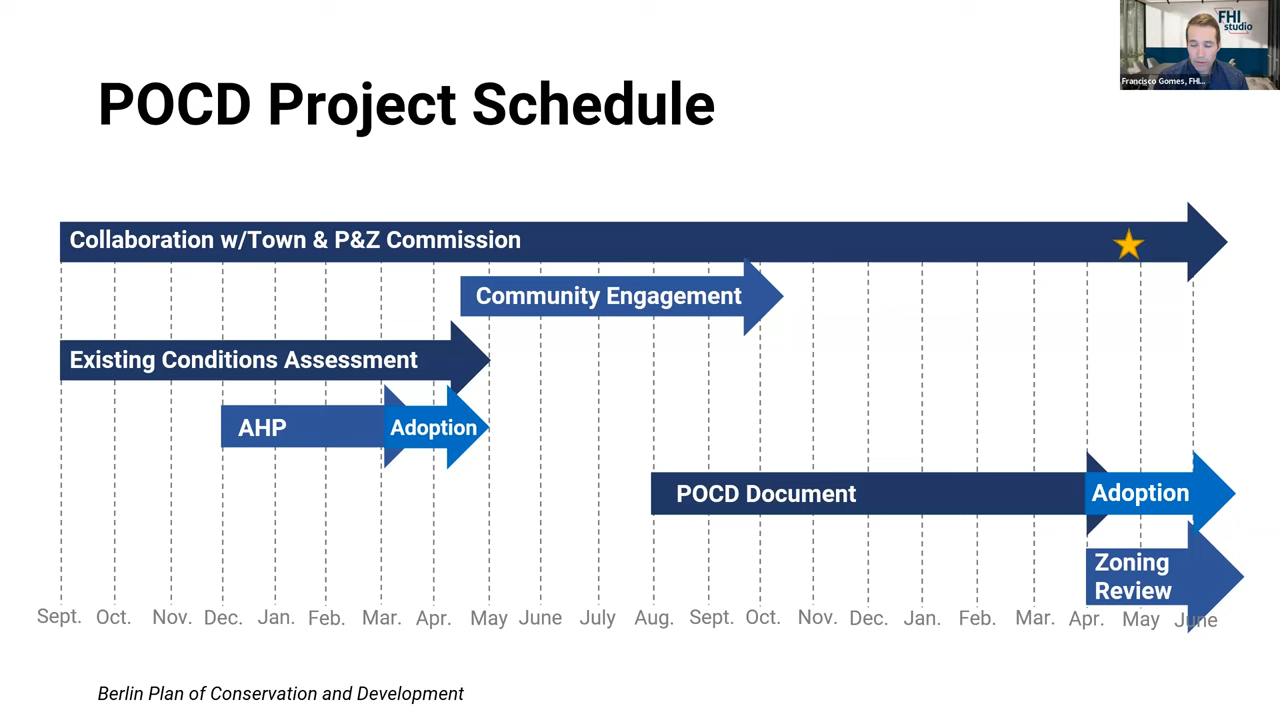 FHI
studio
Francisco Gomes, FHI...
POCD Project Schedule
Collaboration w/Town & P&Z Commission
Community Engagement
Existing Conditions Assessment
AHP
Adoption
POCD Document
Adoption
Zoning
Review
Sept. Oct. Nov. Dec. Jan. Feb. Mar. Apr. May June July Aug. Sept. Oct. Nov. Dec. Jan. Feb. Mar. Apr. May June
Berlin Plan of Conservation and Development